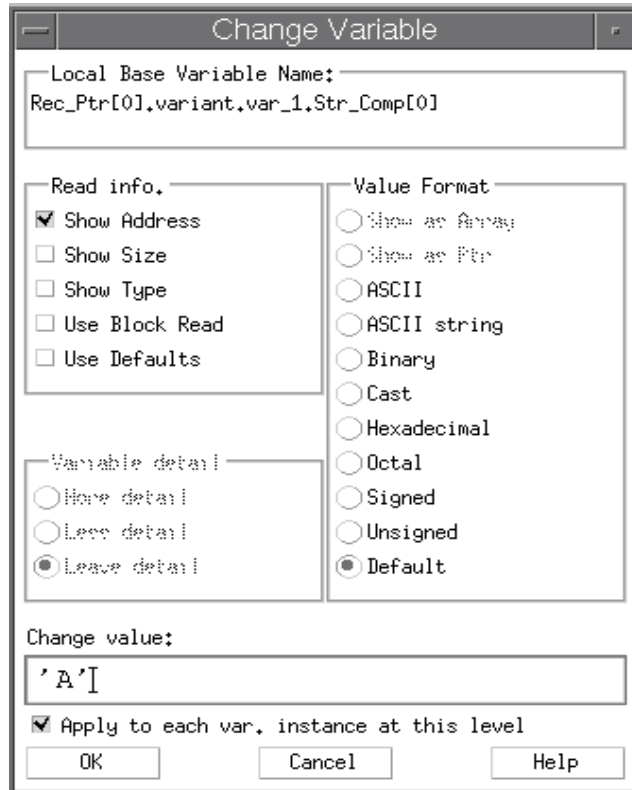 Change Variable
Local Base Variable Name:
Rec_Ptr[0].variant.var_1.Str_Comp[0]
Read info.
Show Address
Show Size
Show Type
Use Block Read
Use Defaults
Variable detail
More detail
Less detail
Leave detail
Value Format
Show as Array
Show as Ptr
ASCII
ASCII string
Binary
Cast
Hexadecimal
Octal
Signed
Unsigned
Default
Change value:
'A'
Apply to each var. instance at this level
OK
Cancel
Help